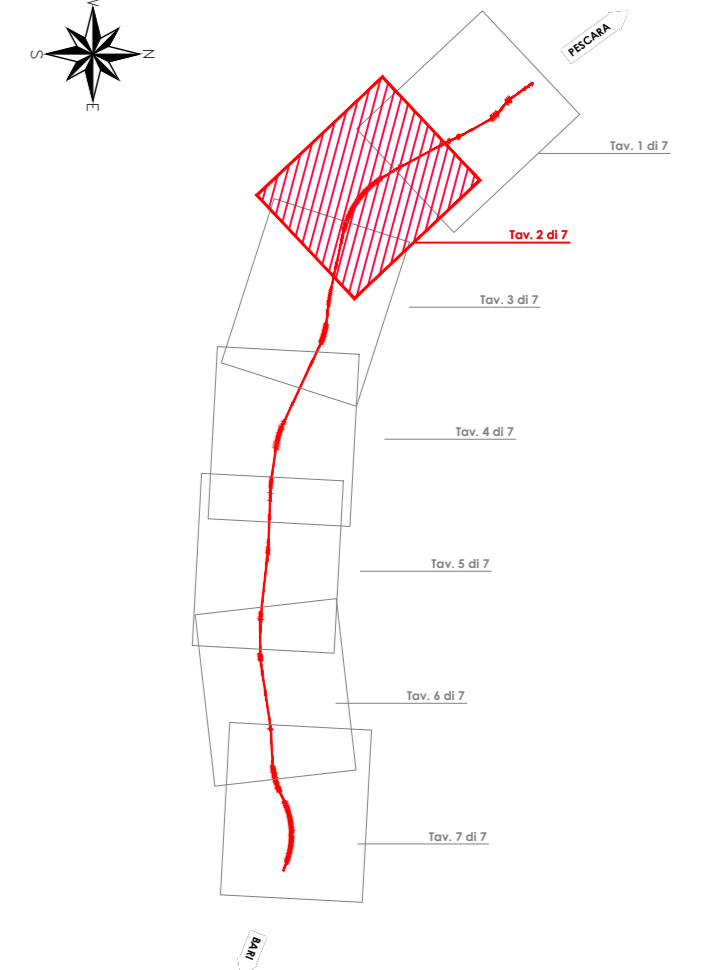 W
S
N
E
PESCARA
Tav. 1 di 7
Tav. 2 di 7
Tav. 3 di 7
Tav. 4 di 7
Tav. 5 di 7
Tav. 6 di 7
Tav. 7 di 7
BARI